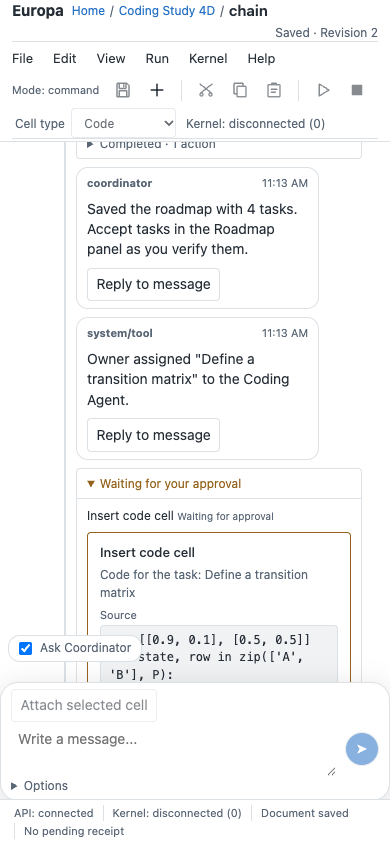 Europa Home / Coding Study 4D / chain
Saved · Revision 2
File Edit View Run Kernel Help
Mode: command
Cell type Code Kernel: disconnected (0)
Completed · 1 action
coordinator 11:13 AM
Saved the roadmap with 4 tasks.
Accept tasks in the Roadmap
panel as you verify them.
Reply to message
system/tool 11:13 AM
Owner assigned "Define a
transition matrix" to the Coding
Agent.
Reply to message
Waiting for your approval
Insert code cell Waiting for approval
Insert code cell
Code for the task: Define a transition
matrix
Source
[[0.9, 0.1], [0.5, 0.5]]
Ask Coordinator
state, row in zip(['A',
'B'], P):
Attach selected cell
Write a message...
Options
API: connected Kernel: disconnected (0) Document saved
No pending receipt